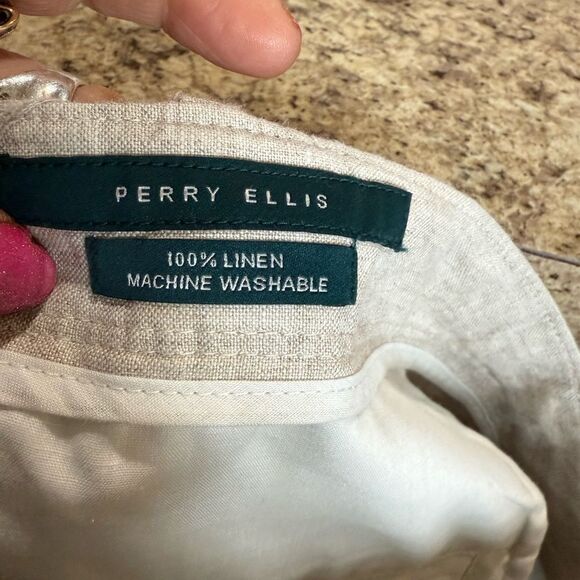 PERRY ELLIS
100% LINEN
MACHINE WASHABLE